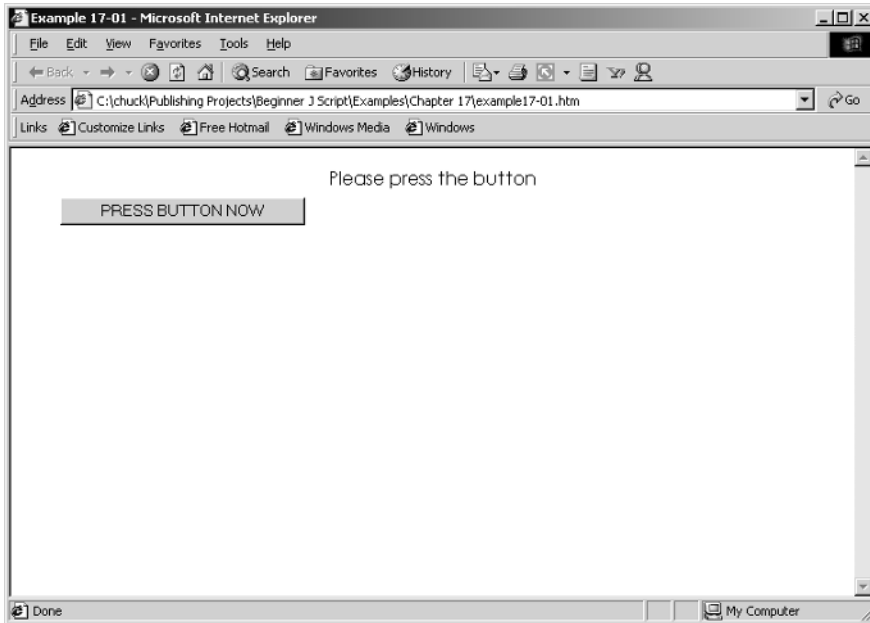 Example 17-01 - Microsoft Internet Explorer
File Edit View Favorites Tools Help
Back Search Favorites History
Address C:\chuck\Publishing Projects\Beginner J Script\Examples\Chapter 17\example17-01.htm Go
Links Customize Links Free Hotmail Windows Media Windows
Please press the button
PRESS BUTTON NOW
Done My Computer